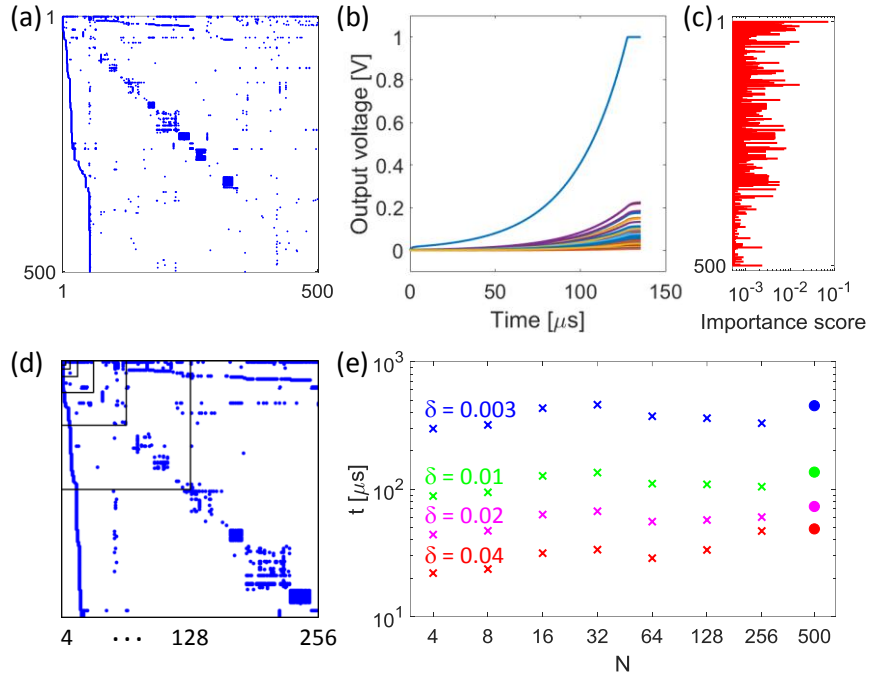 (a)
1
500
1
500
(b)
Output voltage [V]
1
0.8
0.6
0.4
0.2
0
0
50
100
150
Time [μs]
(c)
1
500
10⁻³
10⁻²
10⁻¹
Importance score
(d)
4
···
128
256
(e)
t [μs]
10³
10²
10¹
δ = 0.003
δ = 0.01
δ = 0.02
δ = 0.04
4
8
16
32
64
128
256
500
N